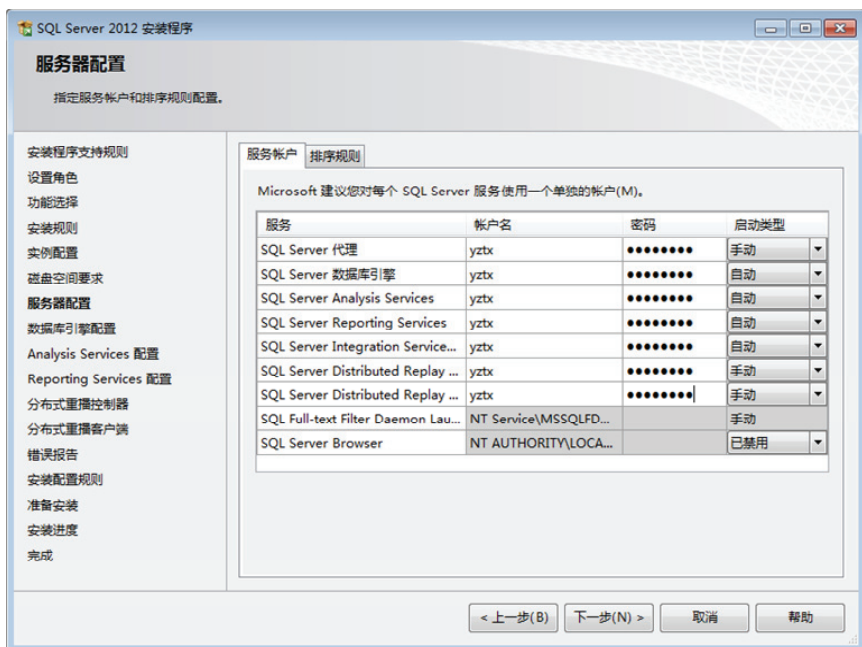 SQL Server 2012 安装程序
服务器配置
指定服务帐户和排序规则配置。
安装程序支持规则
设置角色
功能选择
安装规则
实例配置
磁盘空间要求
服务器配置
数据库引擎配置
Analysis Services 配置
Reporting Services 配置
分布式重播控制器
分布式重播客户端
错误报告
安装配置规则
准备安装
安装进度
完成
服务帐户 排序规则
Microsoft 建议您对每个 SQL Server 服务使用一个单独的帐户(M)。
服务 帐户名 密码 启动类型
SQL Server 代理 yztx ●●●●●●●● 手动
SQL Server 数据库引擎 yztx ●●●●●●●● 自动
SQL Server Analysis Services yztx ●●●●●●●● 自动
SQL Server Reporting Services yztx ●●●●●●●● 自动
SQL Server Integration Service... yztx ●●●●●●●● 自动
SQL Server Distributed Replay ... yztx ●●●●●●●● 手动
SQL Server Distributed Replay ... yztx ●●●●●●●● 手动
SQL Full-text Filter Daemon Lau... NT Service\MSSQLFD... 手动
SQL Server Browser NT AUTHORITY\LOCA... 已禁用
< 上一步(B) 下一步(N) > 取消 帮助